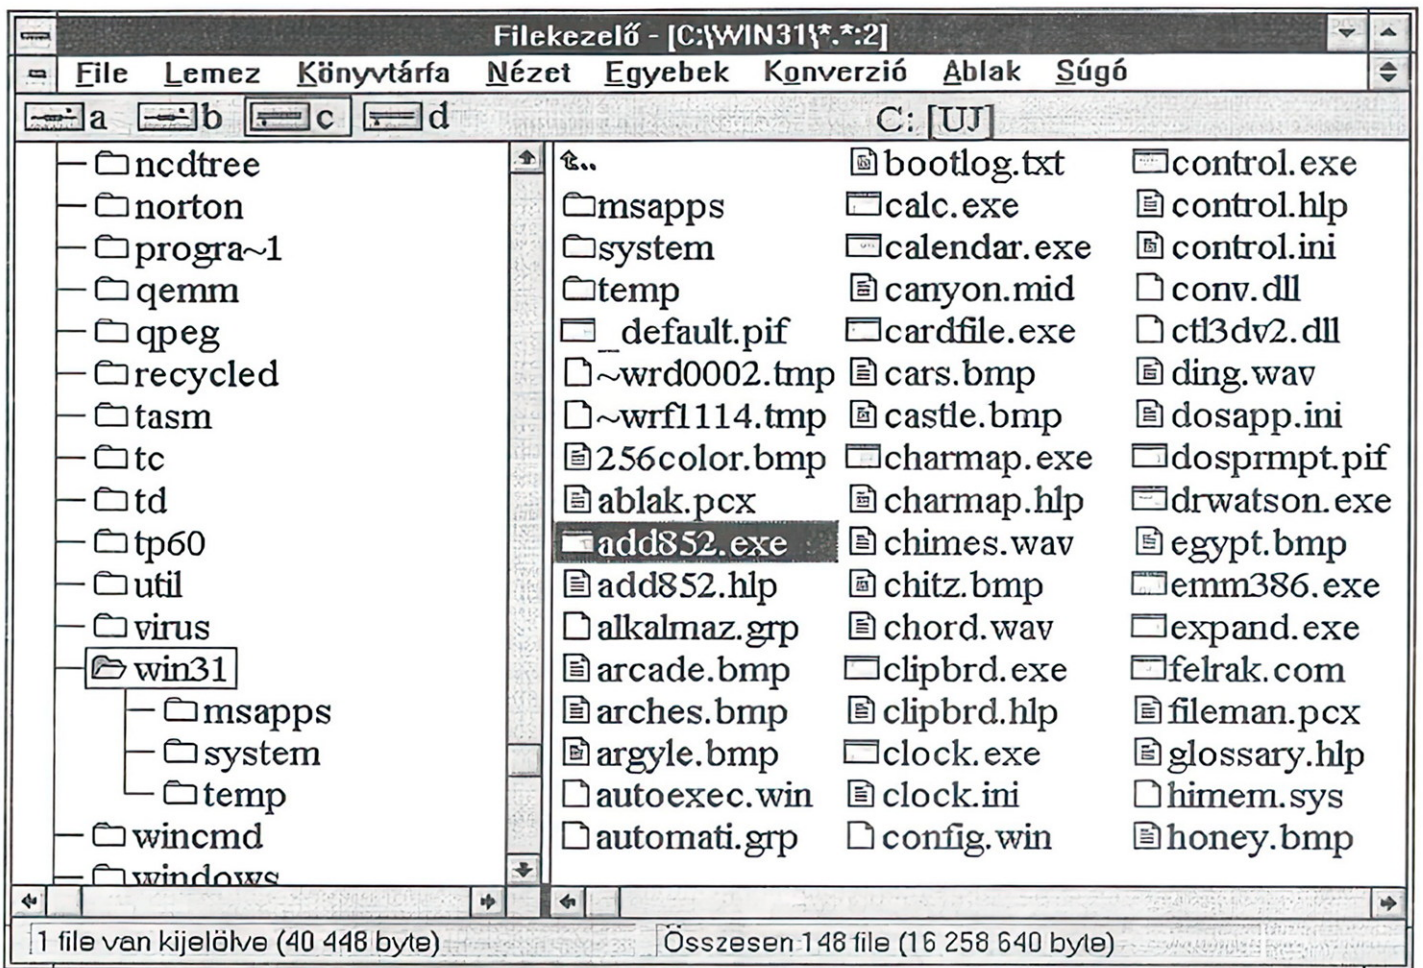 Filekezelő - [C:\WIN31\*.*:2]
File Lemez Könyvtárfa Nézet Egyebek Konverzió Ablak Súgó
a b c d C: [UJ]
ncdtree
norton
progra~1
qemm
qpeg
recycled
tasm
tc
td
tp60
util
virus
win31
msapps
system
temp
wincmd
windows
..
msapps
system
temp
_default.pif
~wrd0002.tmp
~wrf1114.tmp
256color.bmp
ablak.pcx
add852.exe
add852.hlp
alkalmaz.grp
arcade.bmp
arches.bmp
argyle.bmp
autoexec.win
automati.grp
bootlog.txt
calc.exe
calendar.exe
canyon.mid
cardfile.exe
cars.bmp
castle.bmp
charmap.exe
charmap.hlp
chimes.wav
chitz.bmp
chord.wav
clipbrd.exe
clipbrd.hlp
clock.exe
clock.ini
config.win
control.exe
control.hlp
control.ini
conv.dll
ctl3dv2.dll
ding.wav
dosapp.ini
dosprmpt.pif
drwatson.exe
egypt.bmp
emm386.exe
expand.exe
felrak.com
fileman.pcx
glossary.hlp
himem.sys
honey.bmp
1 file van kijelölve (40 448 byte) Összesen 148 file (16 258 640 byte)